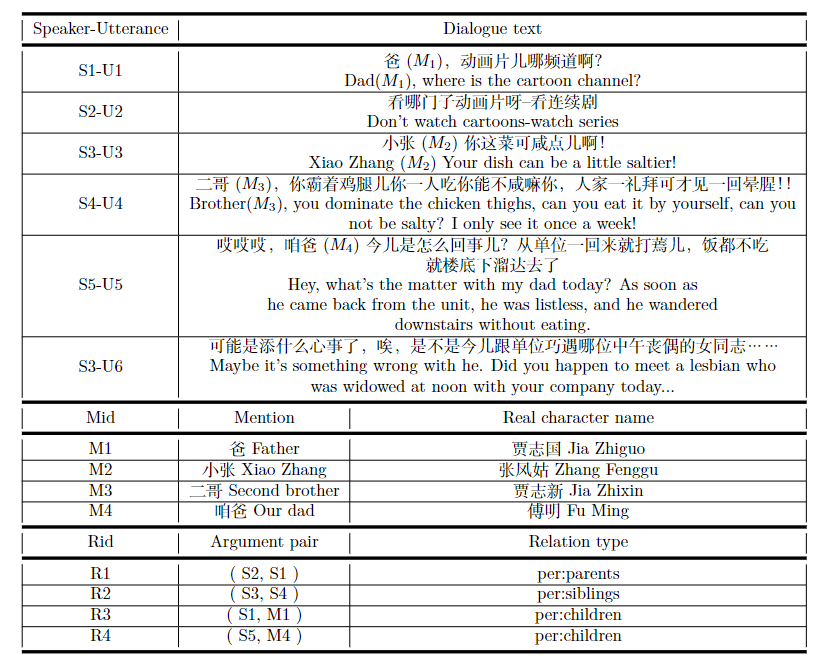 Speaker-Utterance Dialogue text
S1-U1
爸 (M1)，动画片儿哪频道啊？
Dad(M1), where is the cartoon channel?
S2-U2
看哪门子动画片呀–看连续剧
Don't watch cartoons-watch series
S3-U3
小张 (M2) 你这菜可咸点儿啊！
Xiao Zhang (M2) Your dish can be a little saltier!
S4-U4
二哥 (M3)，你霸着鸡腿儿你一人吃你能不咸嘛你，人家一礼拜可才见一回晕腥！！
Brother(M3), you dominate the chicken thighs, can you eat it by yourself, can you
not be salty? I only see it once a week!
S5-U5
哎哎哎，咱爸 (M4) 今儿是怎么回事儿？从单位一回来就打蔫儿，饭都不吃
就楼底下溜达去了
Hey, what's the matter with my dad today? As soon as
he came back from the unit, he was listless, and he wandered
downstairs without eating.
S3-U6
可能是添什么心事了，唉，是不是今儿跟单位巧遇哪位中午丧偶的女同志……
Maybe it's something wrong with he. Did you happen to meet a lesbian who
was widowed at noon with your company today...
Mid Mention Real character name
M1 爸 Father 贾志国 Jia Zhiguo
M2 小张 Xiao Zhang 张凤姑 Zhang Fenggu
M3 二哥 Second brother 贾志新 Jia Zhixin
M4 咱爸 Our dad 傅明 Fu Ming
Rid Argument pair Relation type
R1 ( S2, S1 ) per:parents
R2 ( S3, S4 ) per:siblings
R3 ( S1, M1 ) per:children
R4 ( S5, M4 ) per:children